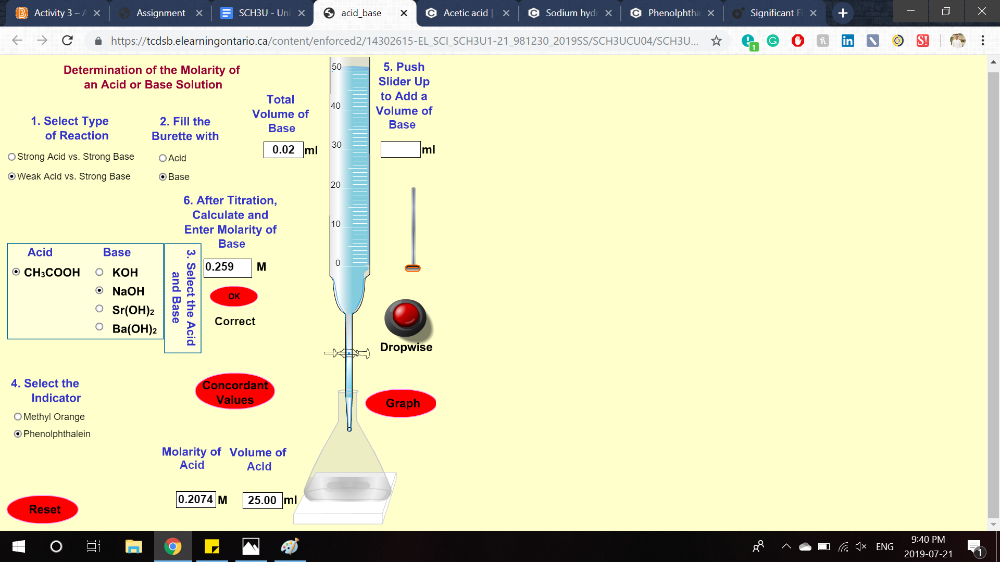 Activity 3 – A
Assignment
SCH3U - Uni
acid_base
Acetic acid |
Sodium hydr
Phenolphtha
Significant Fi
https://tcdsb.elearningontario.ca/content/enforced2/14302615-EL_SCI_SCH3U1-21_981230_2019SS/SCH3UCU04/SCH3U...
1
S!
Determination of the Molarity of
an Acid or Base Solution
1. Select Type
of Reaction
Strong Acid vs. Strong Base
Weak Acid vs. Strong Base
2. Fill the
Burette with
Acid
Base
Total
Volume of
Base
0.02 ml
50
40
30
20
10
0
5. Push
Slider Up
to Add a
Volume of
Base
ml
6. After Titration,
Calculate and
Enter Molarity of
Base
0.259 M
OK
Correct
Acid Base
CH₃COOH KOH
NaOH
Sr(OH)₂
Ba(OH)₂
3. Select the Acid
and Base
Dropwise
4. Select the
Indicator
Methyl Orange
Phenolphthalein
Concordant
Values
Graph
Molarity of
Acid
Volume of
Acid
0.2074 M 25.00 ml
Reset
ENG
9:40 PM
2019-07-21
1